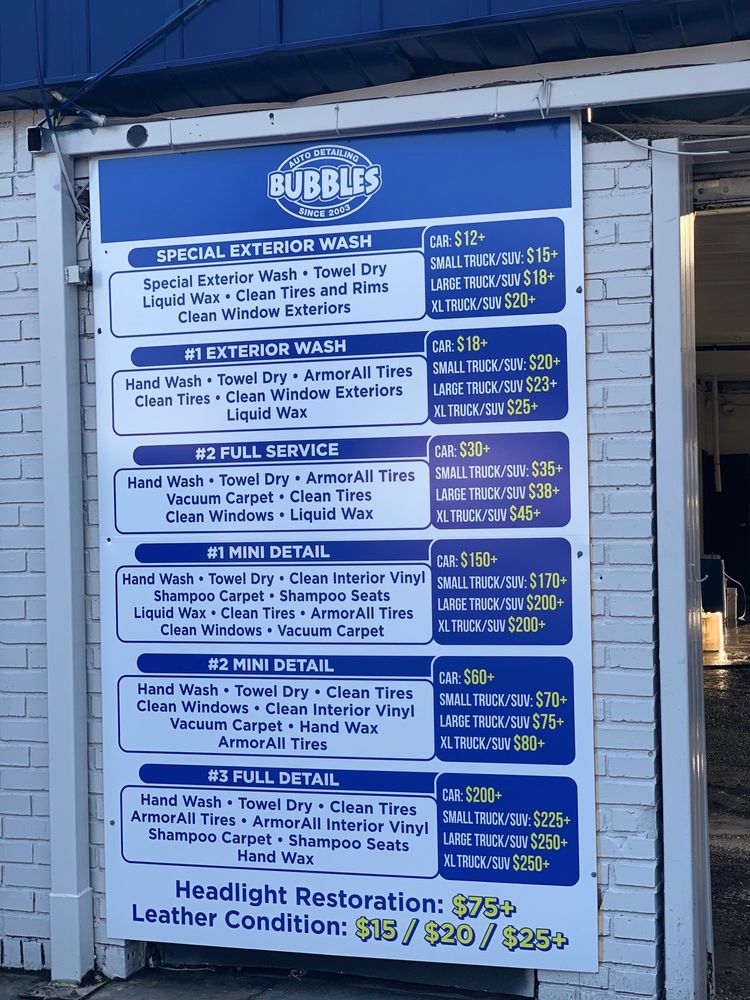 AUTO DETAILING
BUBBLES
SINCE 2003
SPECIAL EXTERIOR WASH
Special Exterior Wash • Towel Dry
Liquid Wax • Clean Tires and Rims
Clean Window Exteriors
CAR: $12+
SMALL TRUCK/SUV: $15+
LARGE TRUCK/SUV $18+
XL TRUCK/SUV $20+
#1 EXTERIOR WASH
Hand Wash • Towel Dry • ArmorAll Tires
Clean Tires • Clean Window Exteriors
Liquid Wax
CAR: $18+
SMALL TRUCK/SUV: $20+
LARGE TRUCK/SUV $23+
XL TRUCK/SUV $25+
#2 FULL SERVICE
Hand Wash • Towel Dry • ArmorAll Tires
Vacuum Carpet • Clean Tires
Clean Windows • Liquid Wax
CAR: $30+
SMALL TRUCK/SUV: $35+
LARGE TRUCK/SUV $38+
XL TRUCK/SUV $45+
#1 MINI DETAIL
Hand Wash • Towel Dry • Clean Interior Vinyl
Shampoo Carpet • Shampoo Seats
Liquid Wax • Clean Tires • ArmorAll Tires
Clean Windows • Vacuum Carpet
CAR: $150+
SMALL TRUCK/SUV: $170+
LARGE TRUCK/SUV $200+
XL TRUCK/SUV $200+
#2 MINI DETAIL
Hand Wash • Towel Dry • Clean Tires
Clean Windows • Clean Interior Vinyl
Vacuum Carpet • Hand Wax
ArmorAll Tires
CAR: $60+
SMALL TRUCK/SUV: $70+
LARGE TRUCK/SUV $75+
XL TRUCK/SUV $80+
#3 FULL DETAIL
Hand Wash • Towel Dry • Clean Tires
ArmorAll Tires • ArmorAll Interior Vinyl
Shampoo Carpet • Shampoo Seats
Hand Wax
CAR: $200+
SMALL TRUCK/SUV: $225+
LARGE TRUCK/SUV $250+
XL TRUCK/SUV $250+
Headlight Restoration: $75+
Leather Condition: $15 / $20 / $25+